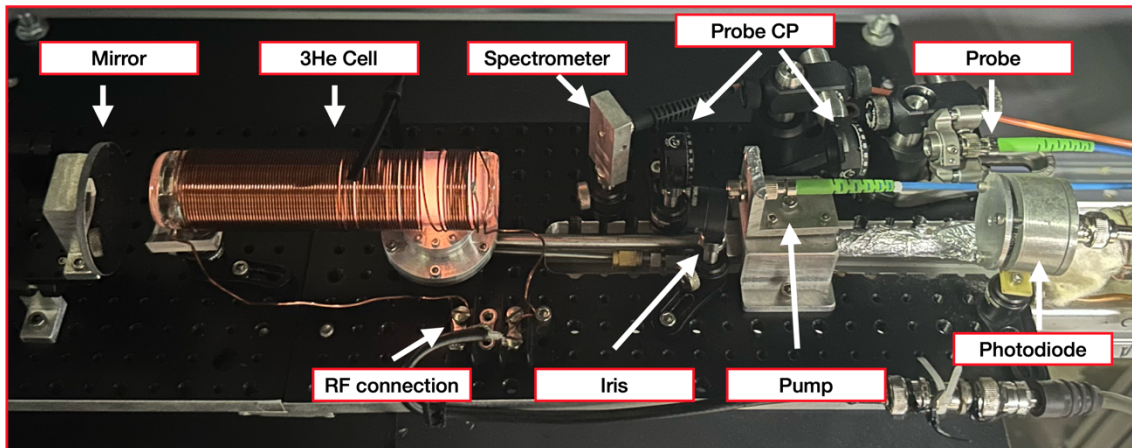 Mirror
3He Cell
Spectrometer
Probe CP
Probe
RF connection
Iris
Pump
Photodiode